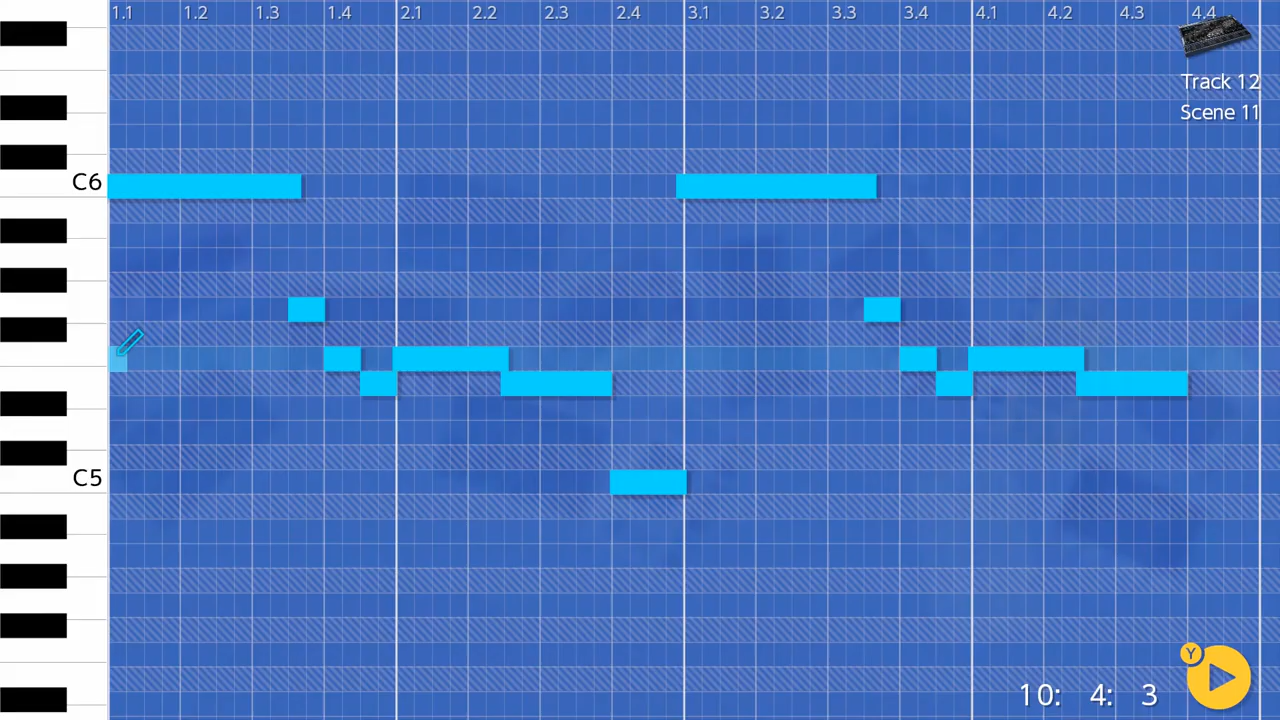 1.1 1.2 1.3 1.4 2.1 2.2 2.3 2.4 3.1 3.2 3.3 3.4 4.1 4.2 4.3 4.4
Track 12
Scene 11
C6
C5
Y
10: 4: 3